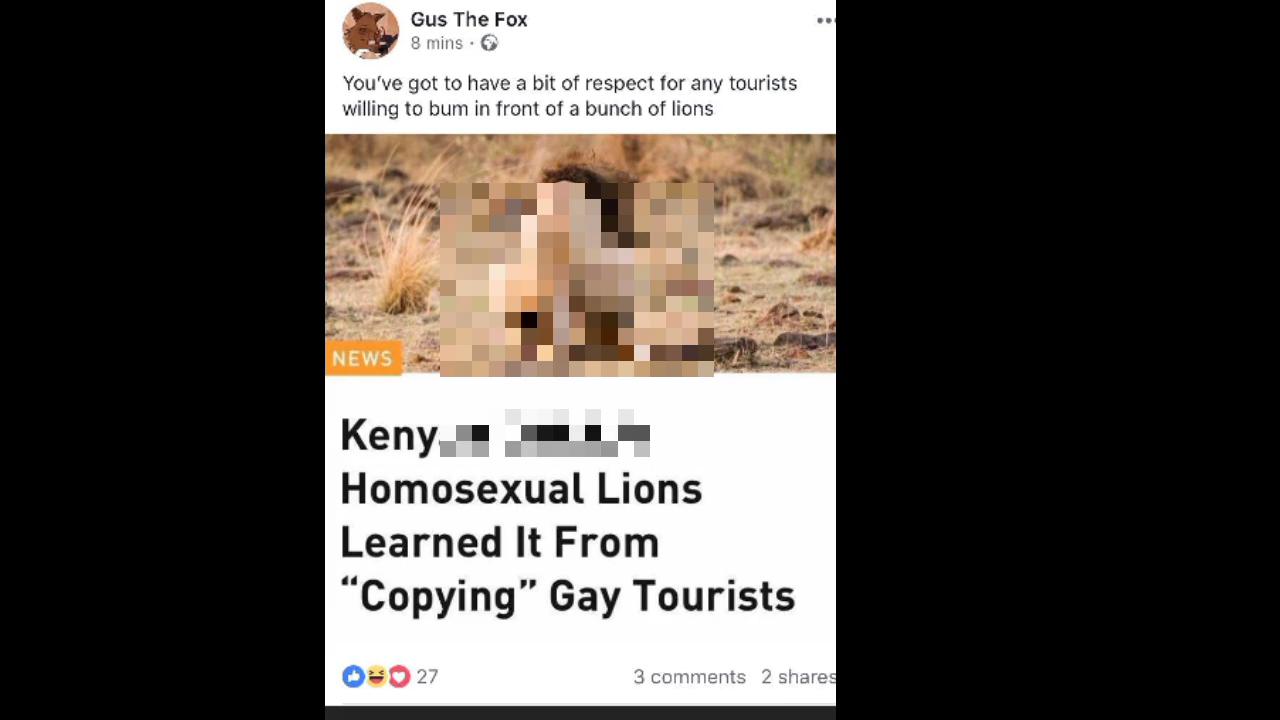 Gus The Fox
8 mins ·
You've got to have a bit of respect for any tourists
willing to bum in front of a bunch of lions
NEWS
Homosexual Lions
Learned It From
“Copying” Gay Tourists
27 3 comments 2 shares